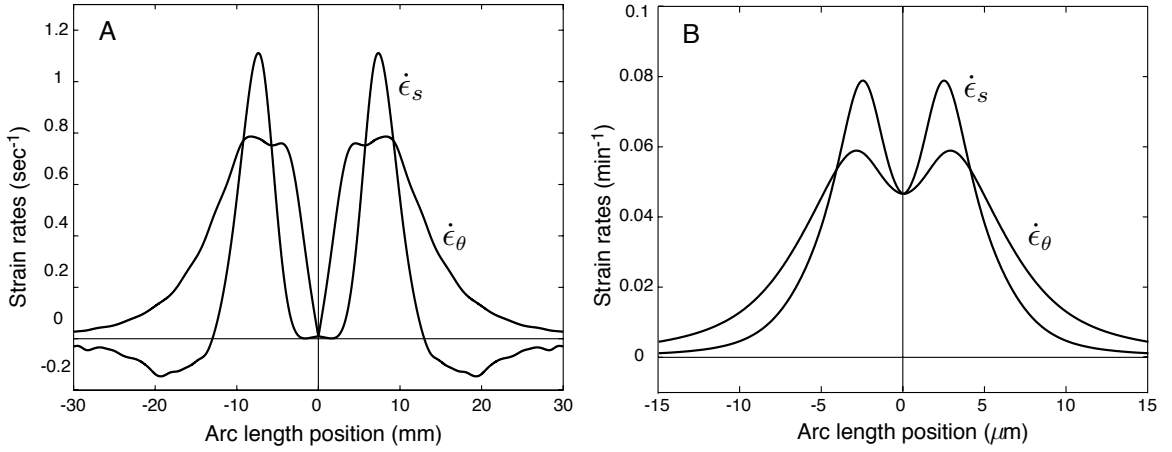 A
1.2
1
0.8
0.6
0.4
0.2
0
-0.2
-30
-20
-10
0
10
20
30
Strain rates (sec-1)
Arc length position (mm)
ϵ̇s
ϵ̇θ
B
0.1
0.08
0.06
0.04
0.02
0
-15
-10
-5
0
5
10
15
Strain rates (min-1)
Arc length position (μm)
ϵ̇s
ϵ̇θ